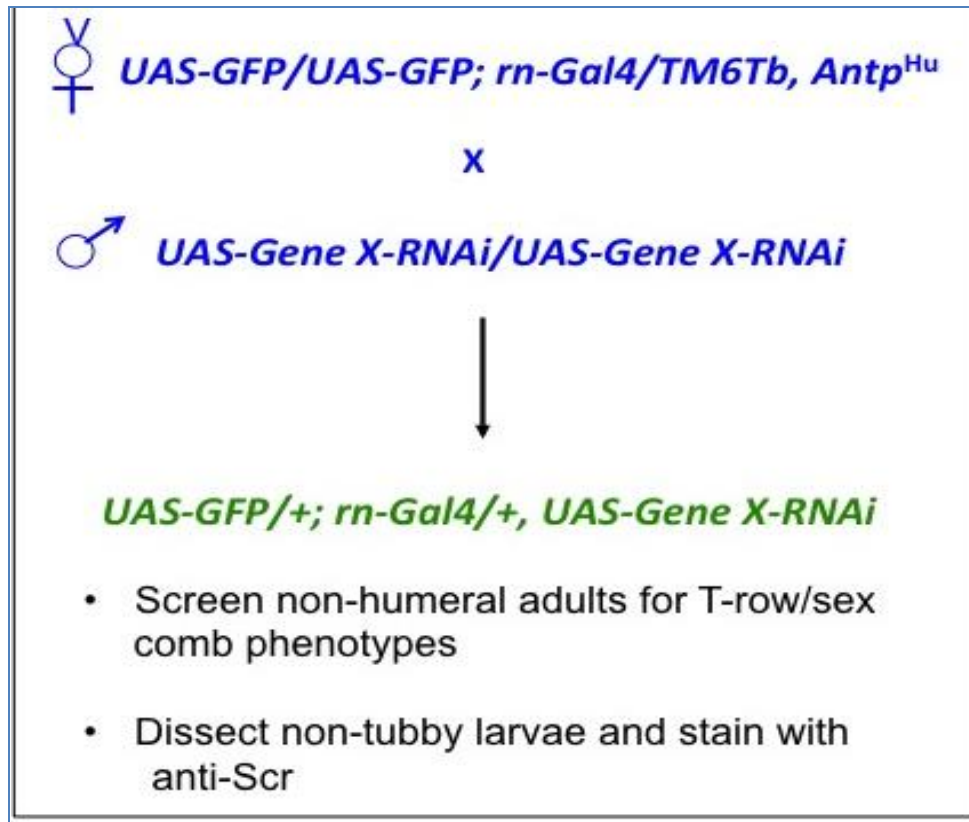 UAS-GFP/UAS-GFP; rn-Gal4/TM6Tb, Antp^Hu
X
UAS-Gene X-RNAi/UAS-Gene X-RNAi
UAS-GFP/+; rn-Gal4/+, UAS-Gene X-RNAi
• Screen non-humeral adults for T-row/sex
comb phenotypes
• Dissect non-tubby larvae and stain with
anti-Scr